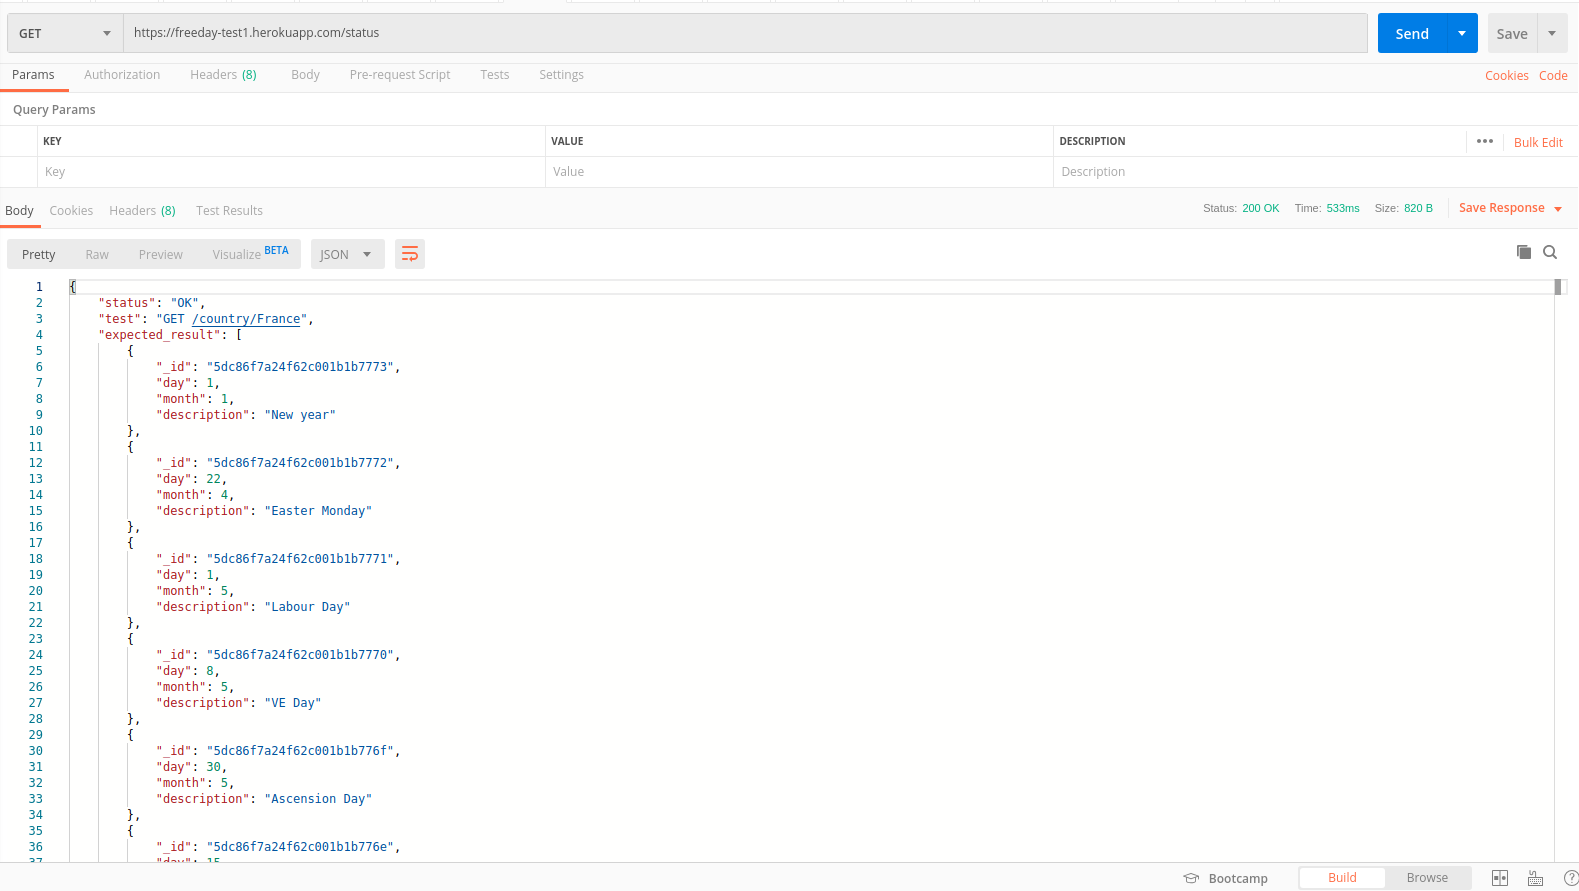 GET https://freeday-test1.herokuapp.com/status Send Save
Params Authorization Headers (8) Body Pre-request Script Tests Settings Cookies Code
Query Params
KEY VALUE DESCRIPTION ••• Bulk Edit
Key Value Description
Body Cookies Headers (8) Test Results Status: 200 OK Time: 533ms Size: 820 B Save Response
Pretty Raw Preview Visualize BETA JSON
1 {
2 "status": "OK",
3 "test": "GET /country/France",
4 "expected_result": [
5 {
6 "_id": "5dc86f7a24f62c001b1b7773",
7 "day": 1,
8 "month": 1,
9 "description": "New year"
10 },
11 {
12 "_id": "5dc86f7a24f62c001b1b7772",
13 "day": 22,
14 "month": 4,
15 "description": "Easter Monday"
16 },
17 {
18 "_id": "5dc86f7a24f62c001b1b7771",
19 "day": 1,
20 "month": 5,
21 "description": "Labour Day"
22 },
23 {
24 "_id": "5dc86f7a24f62c001b1b7770",
25 "day": 8,
26 "month": 5,
27 "description": "VE Day"
28 },
29 {
30 "_id": "5dc86f7a24f62c001b1b776f",
31 "day": 30,
32 "month": 5,
33 "description": "Ascension Day"
34 },
35 {
36 "_id": "5dc86f7a24f62c001b1b776e",
37 "day": 15
Bootcamp Build Browse ?